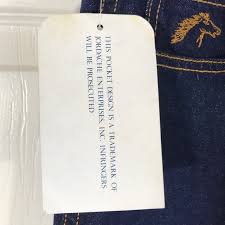 THIS POCKET DESIGN IS A TRADEMARK OF
JORDACHE ENTERPRISES, INC. INFRINGERS
WILL BE PROSECUTED